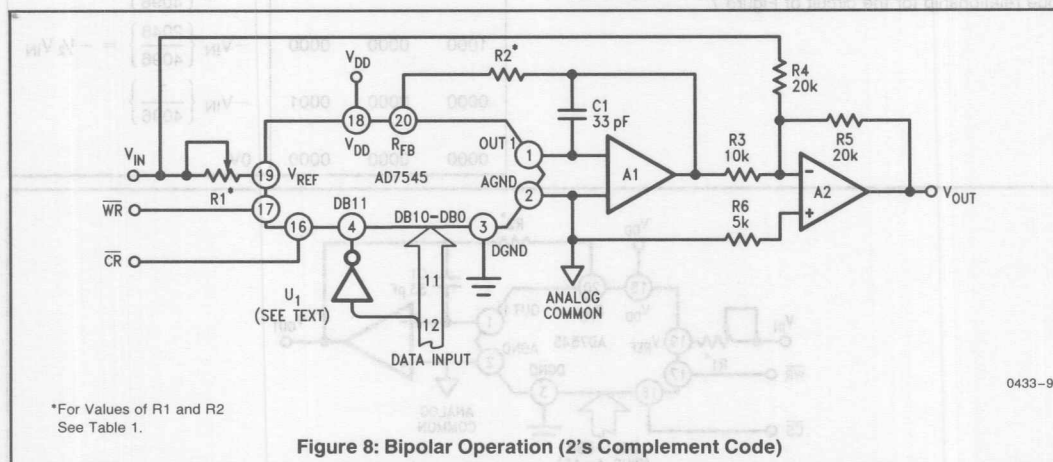 R2*
R4
20k
V_DD
18
V_DD
20
R_FB
C1
33 pF
R5
20k
OUT 1
1
R3
10k
V_IN
R1*
19
V_REF
AD7545
AGND
2
A1
-
A2
+
V_OUT
W̅R̅
17
DB11
DB10–DB0
R6
5k
C̅R̅
16
4
3
DGND
11
ANALOG
COMMON
U1
(SEE TEXT)
12
DATA INPUT
0433–9
*For Values of R1 and R2
See Table 1.
Figure 8: Bipolar Operation (2's Complement Code)